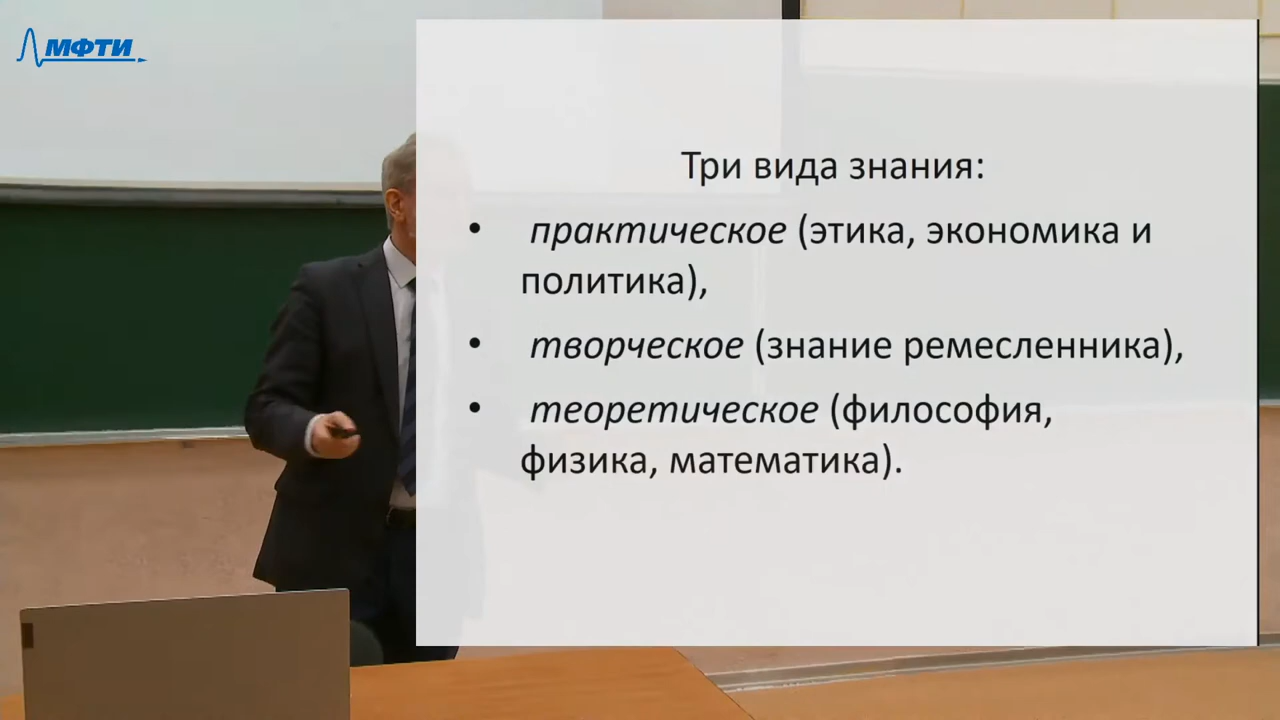 МФТИ
Три вида знания:
• практическое (этика, экономика и
политика),
• творческое (знание ремесленника),
• теоретическое (философия,
физика, математика).